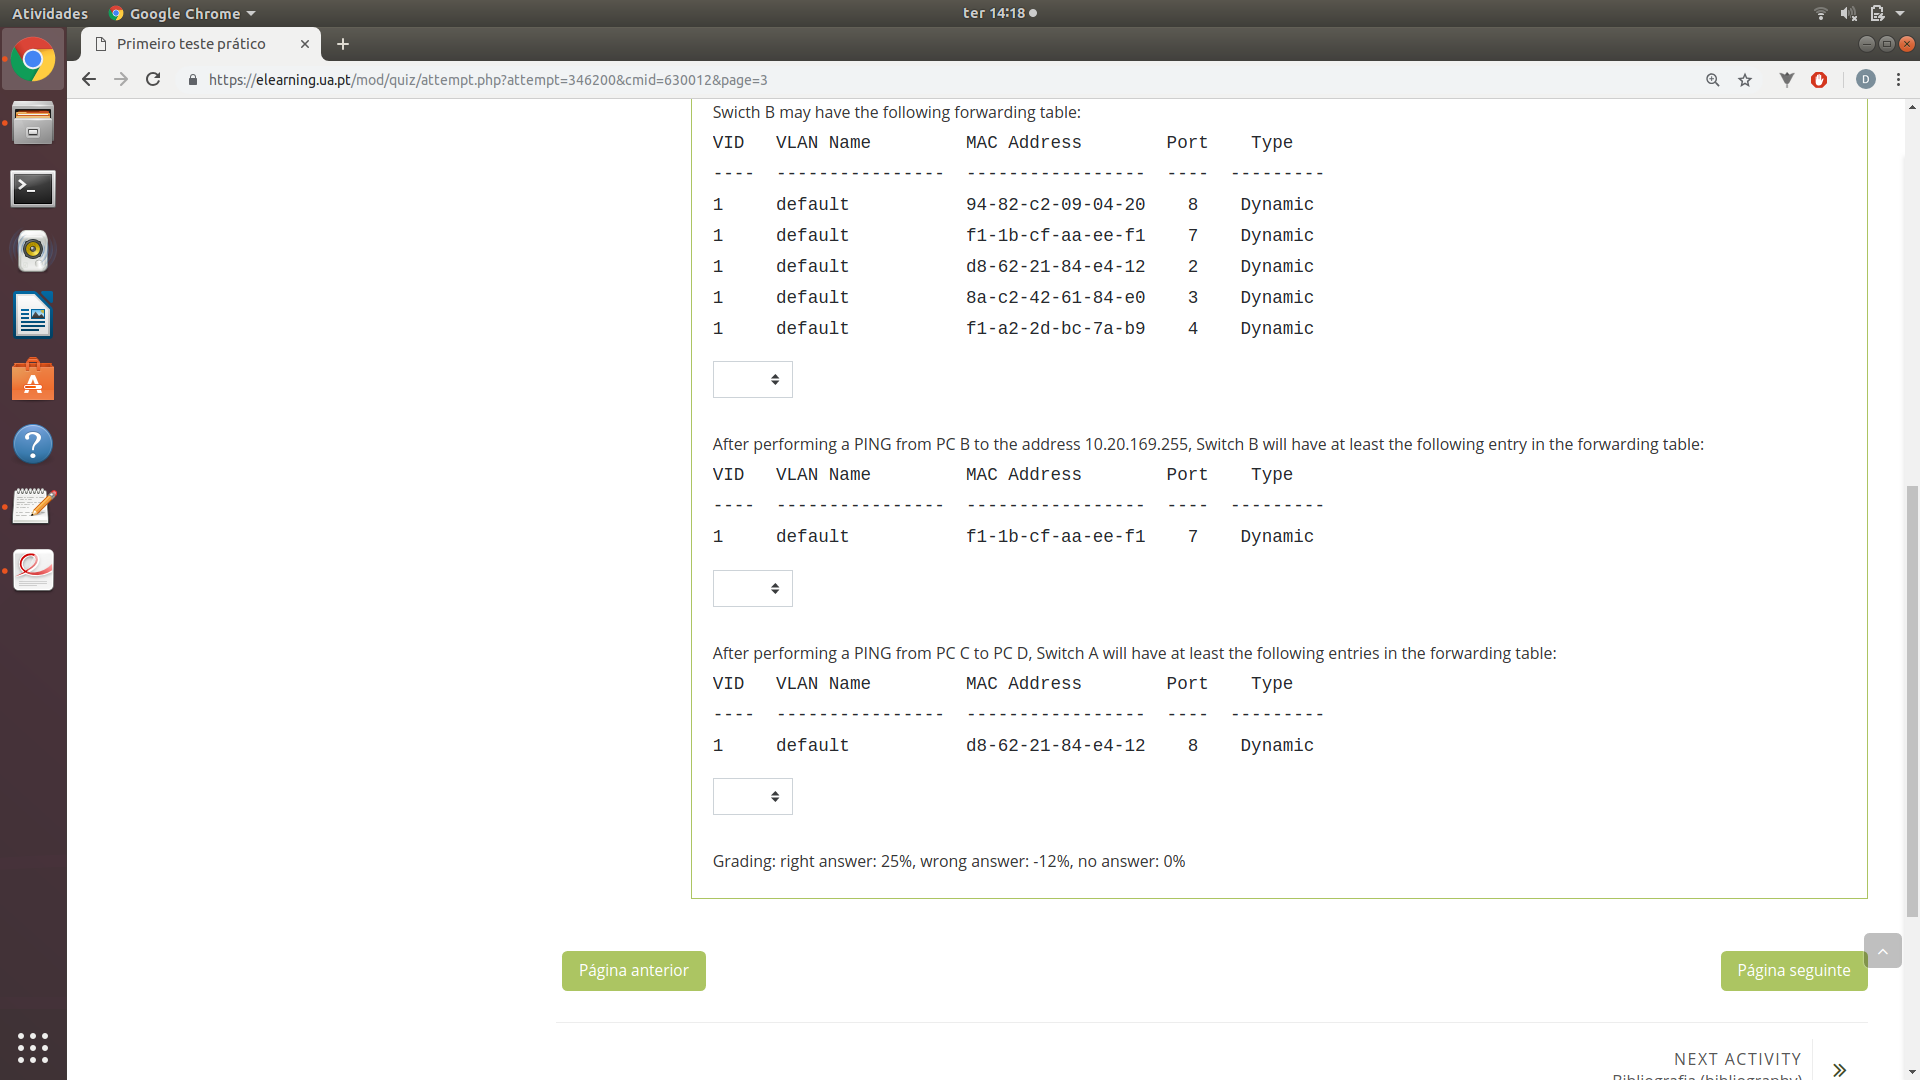 Atividades Google Chrome ter 14:18
Primeiro teste prático
https://elearning.ua.pt/mod/quiz/attempt.php?attempt=346200&cmid=630012&page=3
D
Swicth B may have the following forwarding table:
VID VLAN Name MAC Address Port Type
---- ---------------- ----------------- ---- ---------
1 default 94-82-c2-09-04-20 8 Dynamic
1 default f1-1b-cf-aa-ee-f1 7 Dynamic
1 default d8-62-21-84-e4-12 2 Dynamic
1 default 8a-c2-42-61-84-e0 3 Dynamic
1 default f1-a2-2d-bc-7a-b9 4 Dynamic
After performing a PING from PC B to the address 10.20.169.255, Switch B will have at least the following entry in the forwarding table:
VID VLAN Name MAC Address Port Type
---- ---------------- ----------------- ---- ---------
1 default f1-1b-cf-aa-ee-f1 7 Dynamic
After performing a PING from PC C to PC D, Switch A will have at least the following entries in the forwarding table:
VID VLAN Name MAC Address Port Type
---- ---------------- ----------------- ---- ---------
1 default d8-62-21-84-e4-12 8 Dynamic
Grading: right answer: 25%, wrong answer: -12%, no answer: 0%
Página anterior
Página seguinte
NEXT ACTIVITY
Bibliografia (bibliography)